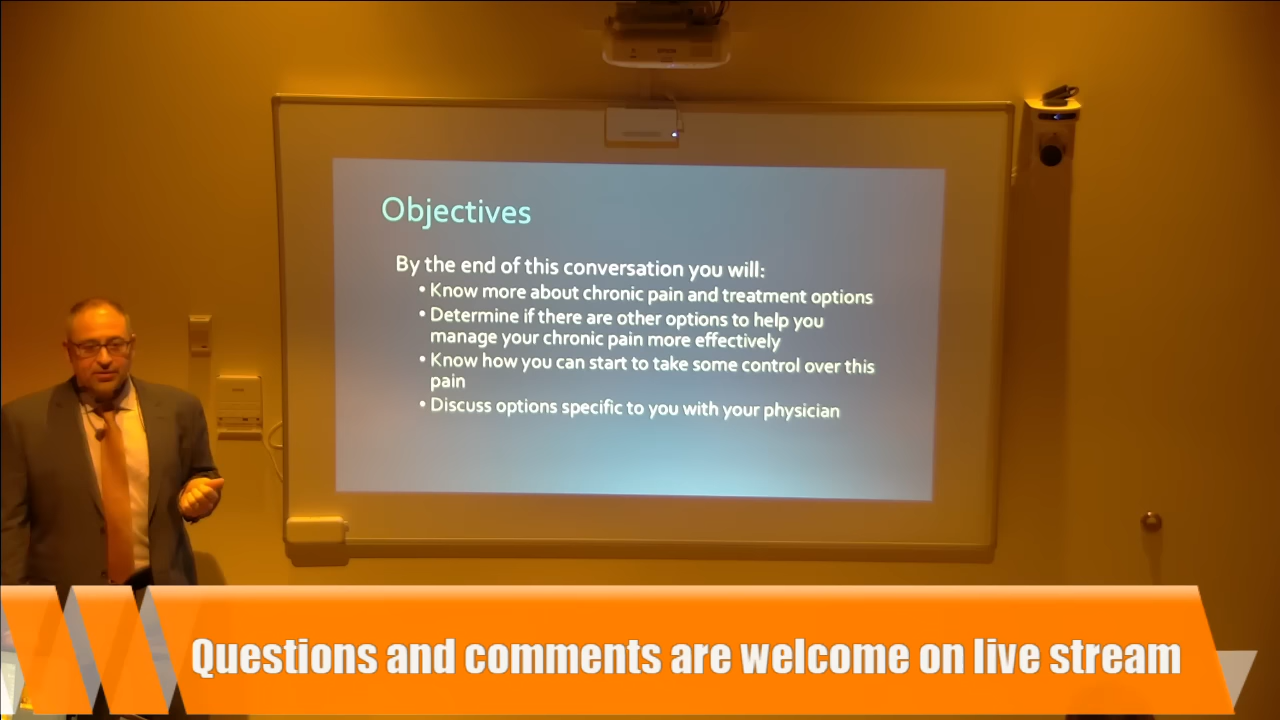 Objectives
By the end of this conversation you will:
• Know more about chronic pain and treatment options
• Determine if there are other options to help you
manage your chronic pain more effectively
• Know how you can start to take some control over this
pain
• Discuss options specific to you with your physician
Questions and comments are welcome on live stream